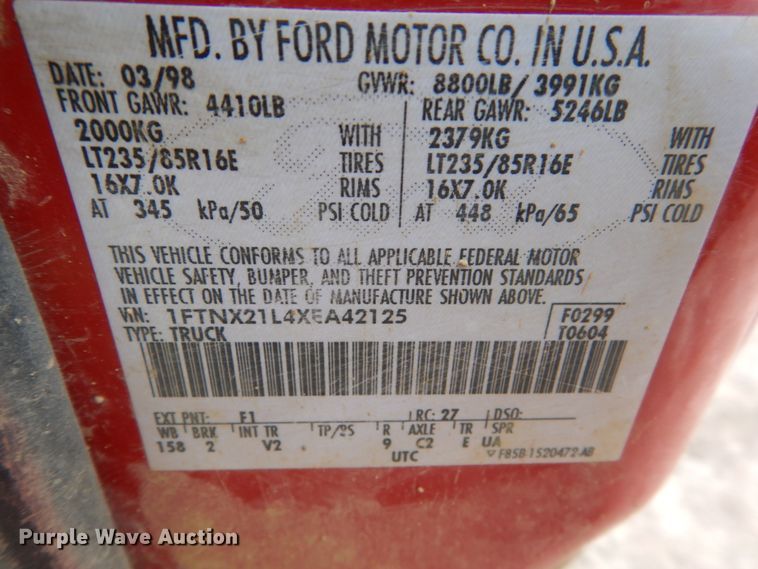 MFD. BY FORD MOTOR CO. IN U.S.A.
DATE: 03/98 GVWR: 8800LB/ 3991KG
FRONT GAWR: 4410LB REAR GAWR: 5246LB
2000KG WITH 2379KG WITH
LT235/85R16E TIRES LT235/85R16E TIRES
16X7.0K RIMS 16X7.0K RIMS
AT 345 kPa/50 PSI COLD AT 448 kPa/65 PSI COLD
THIS VEHICLE CONFORMS TO ALL APPLICABLE FEDERAL MOTOR
VEHICLE SAFETY, BUMPER, AND THEFT PREVENTION STANDARDS
IN EFFECT ON THE DATE OF MANUFACTURE SHOWN ABOVE.
VIN: 1FTNX21L4XEA42125 F0299
TYPE: TRUCK T0604
EXT PNT: E1 RC: 27 DSO:
WB BRK INT TR TP/PS R AXLE TR SPR
158 2 V2 9 C2 E UA
UTC F85B-1520472-AB
Purple Wave Auction